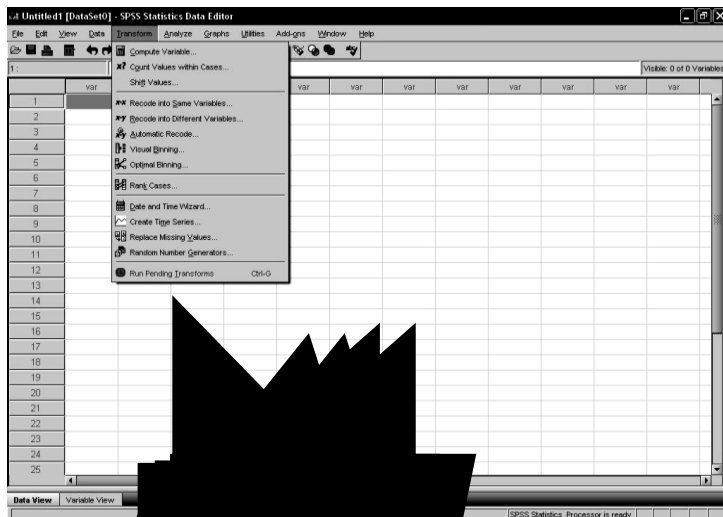 Untitled1 [DataSet0] - SPSS Statistics Data Editor
File Edit View Data Transform Analyze Graphs Utilities Add-ons Window Help
1 :
Visible: 0 of 0 Variables
var var var var var var var var
Compute Variable...
Count Values within Cases...
Shift Values...
Recode into Same Variables...
Recode into Different Variables...
Automatic Recode...
Visual Binning...
Optimal Binning...
Rank Cases...
Date and Time Wizard...
Create Time Series...
Replace Missing Values...
Random Number Generators...
Run Pending Transforms Ctrl-G
1
2
3
4
5
6
7
8
9
10
11
12
13
14
15
16
17
18
19
20
21
22
23
24
25
Data View Variable View
SPSS Statistics Processor is ready